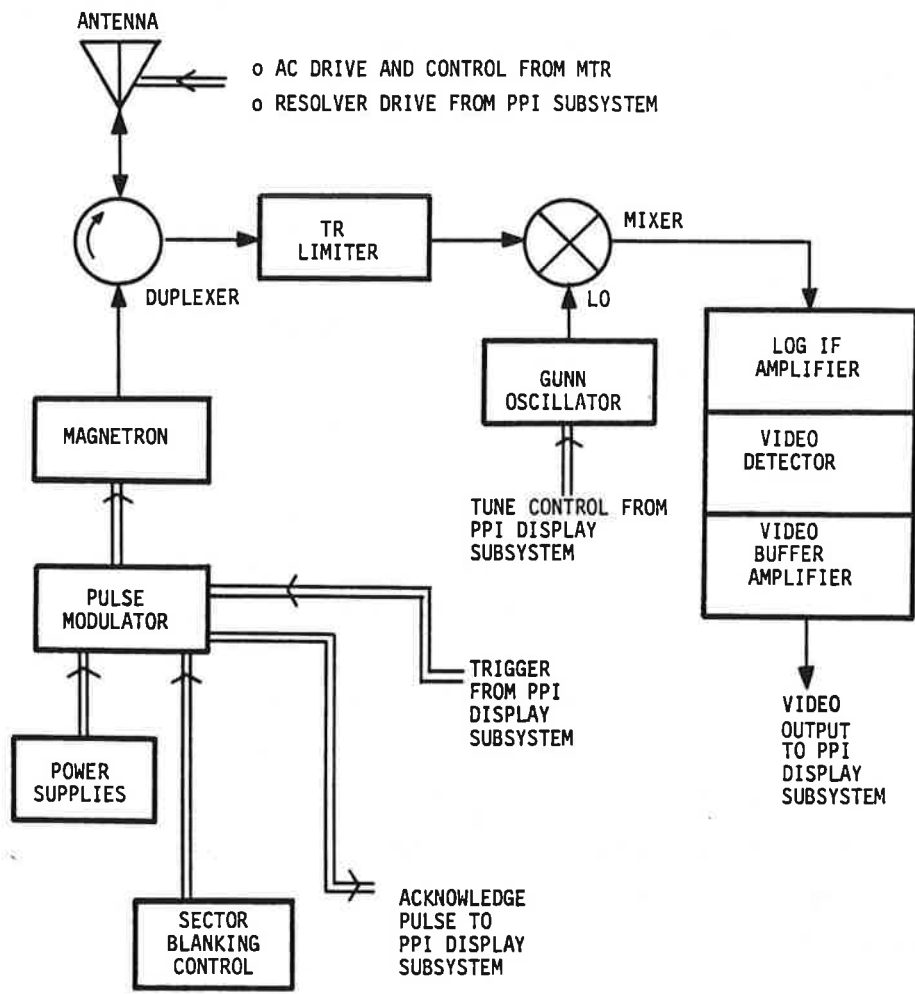 ANTENNA
o AC DRIVE AND CONTROL FROM MTR
o RESOLVER DRIVE FROM PPI SUBSYSTEM
TR
LIMITER
MIXER
DUPLEXER
LO
LOG IF
AMPLIFIER
GUNN
OSCILLATOR
MAGNETRON
VIDEO
DETECTOR
TUNE CONTROL FROM
PPI DISPLAY
SUBSYSTEM
VIDEO
BUFFER
AMPLIFIER
PULSE
MODULATOR
TRIGGER
FROM PPI
DISPLAY
SUBSYSTEM
VIDEO
OUTPUT
TO PPI
DISPLAY
SUBSYSTEM
POWER
SUPPLIES
ACKNOWLEDGE
PULSE TO
PPI DISPLAY
SUBSYSTEM
SECTOR
BLANKING
CONTROL